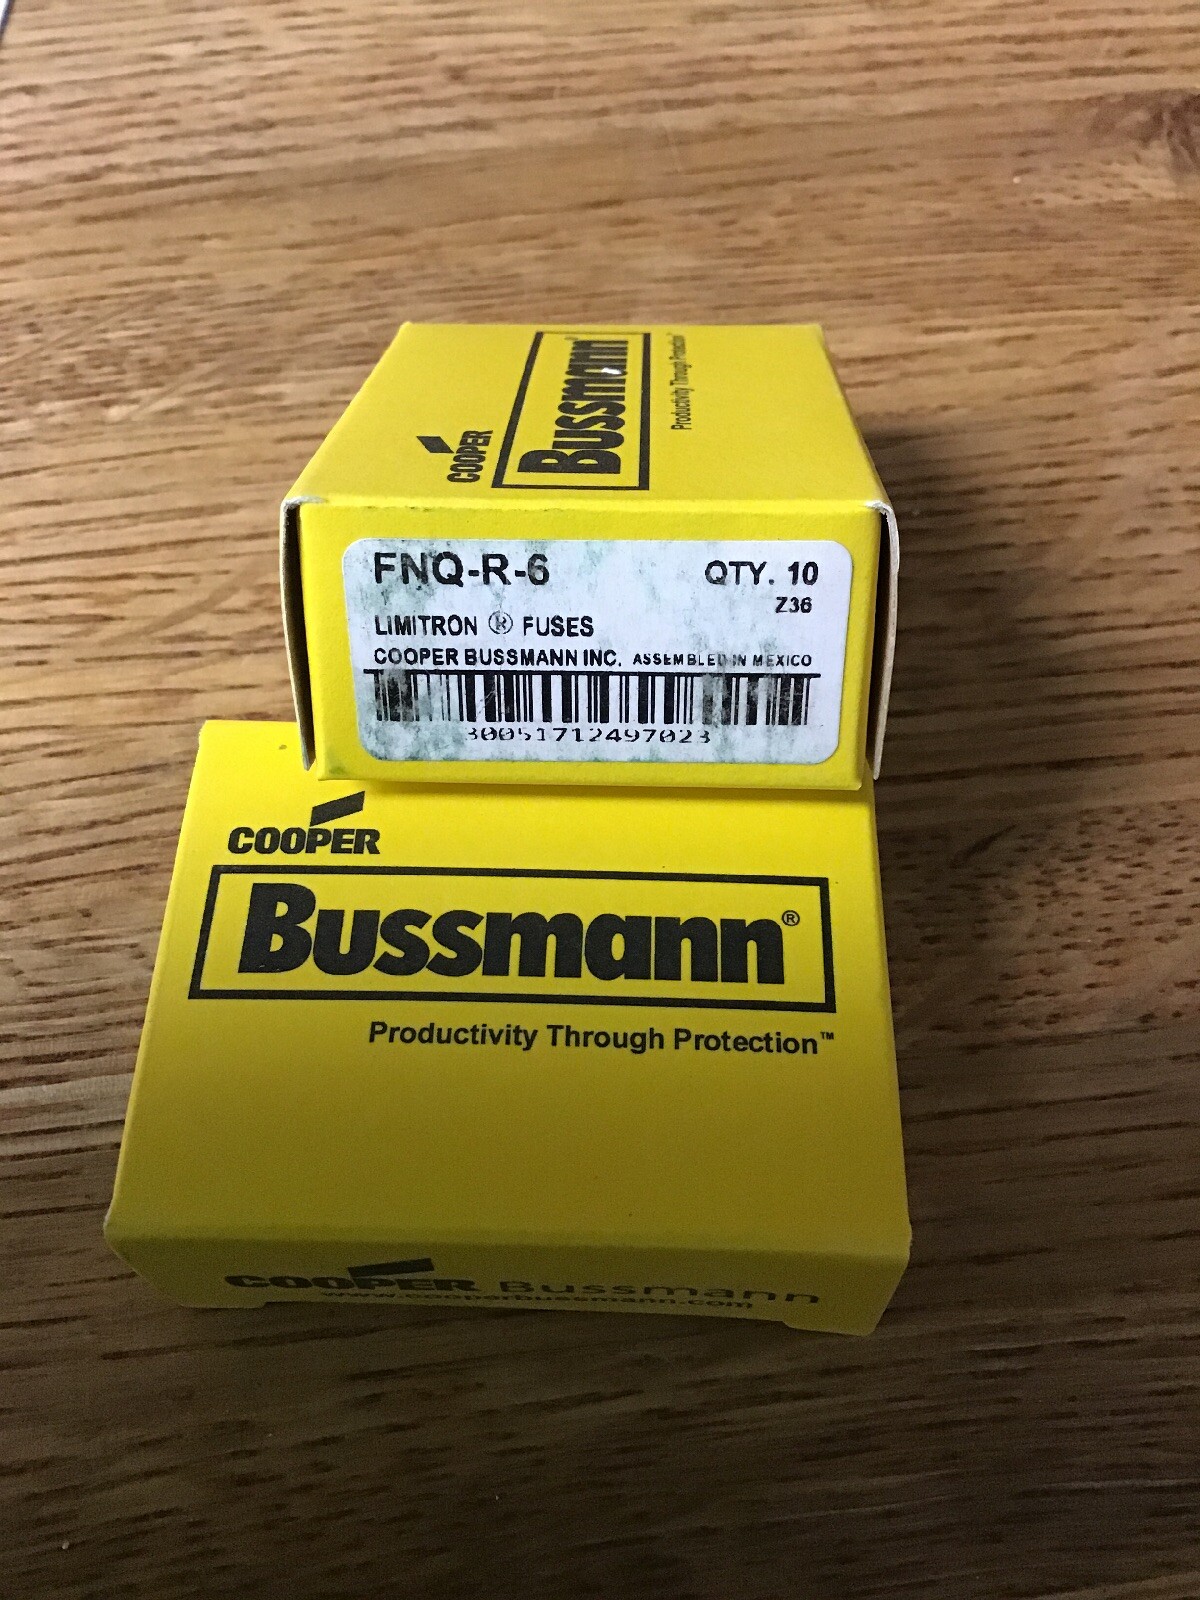 COOPER
Bussmann
Productivity Through Protection
FNQ-R-6
QTY. 10
Z36
LIMITRON ® FUSES
COOPER BUSSMANN INC. ASSEMBLED IN MEXICO
30051712497023
COOPER
Bussmann®
Productivity Through Protection™
COOPER Bussmann
www.cooperbussmann.com